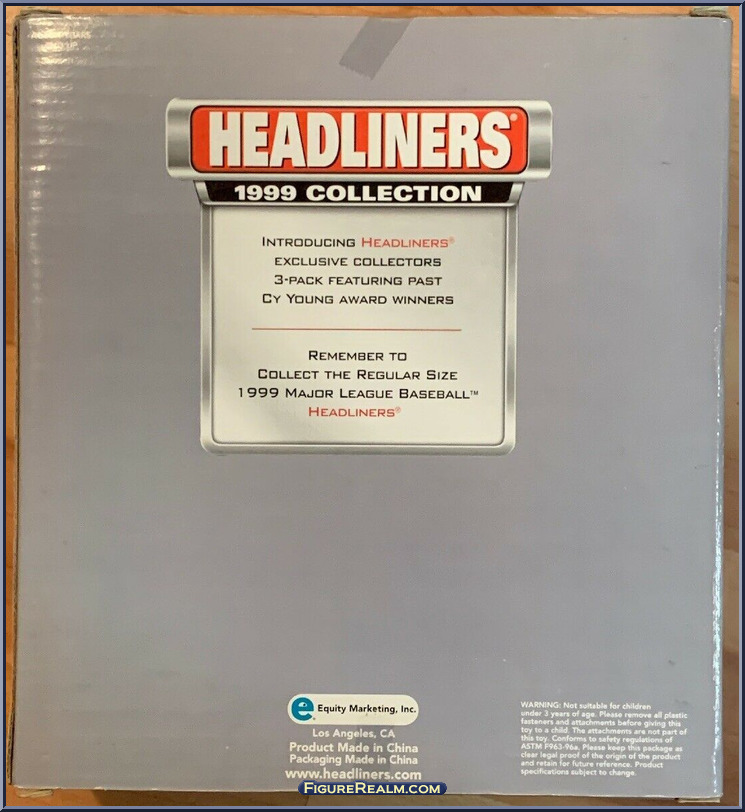 HEADLINERS®
1999 COLLECTION
INTRODUCING HEADLINERS®
EXCLUSIVE COLLECTORS
3-PACK FEATURING PAST
CY YOUNG AWARD WINNERS
REMEMBER TO
COLLECT THE REGULAR SIZE
1999 MAJOR LEAGUE BASEBALL™
HEADLINERS®
e Equity Marketing, Inc.
Los Angeles, CA
Product Made in China
Packaging Made in China
www.headliners.com
WARNING: Not suitable for children
under 3 years of age. Please remove all plastic
fasteners and attachments before giving this
toy to a child. The attachments are not part of
this toy. Conforms to safety regulations of
ASTM F963-96a. Please keep this package as
clear legal proof of the origin of the product
and retain for future reference. Product
specifications subject to change.
FIGUREREALM.COM